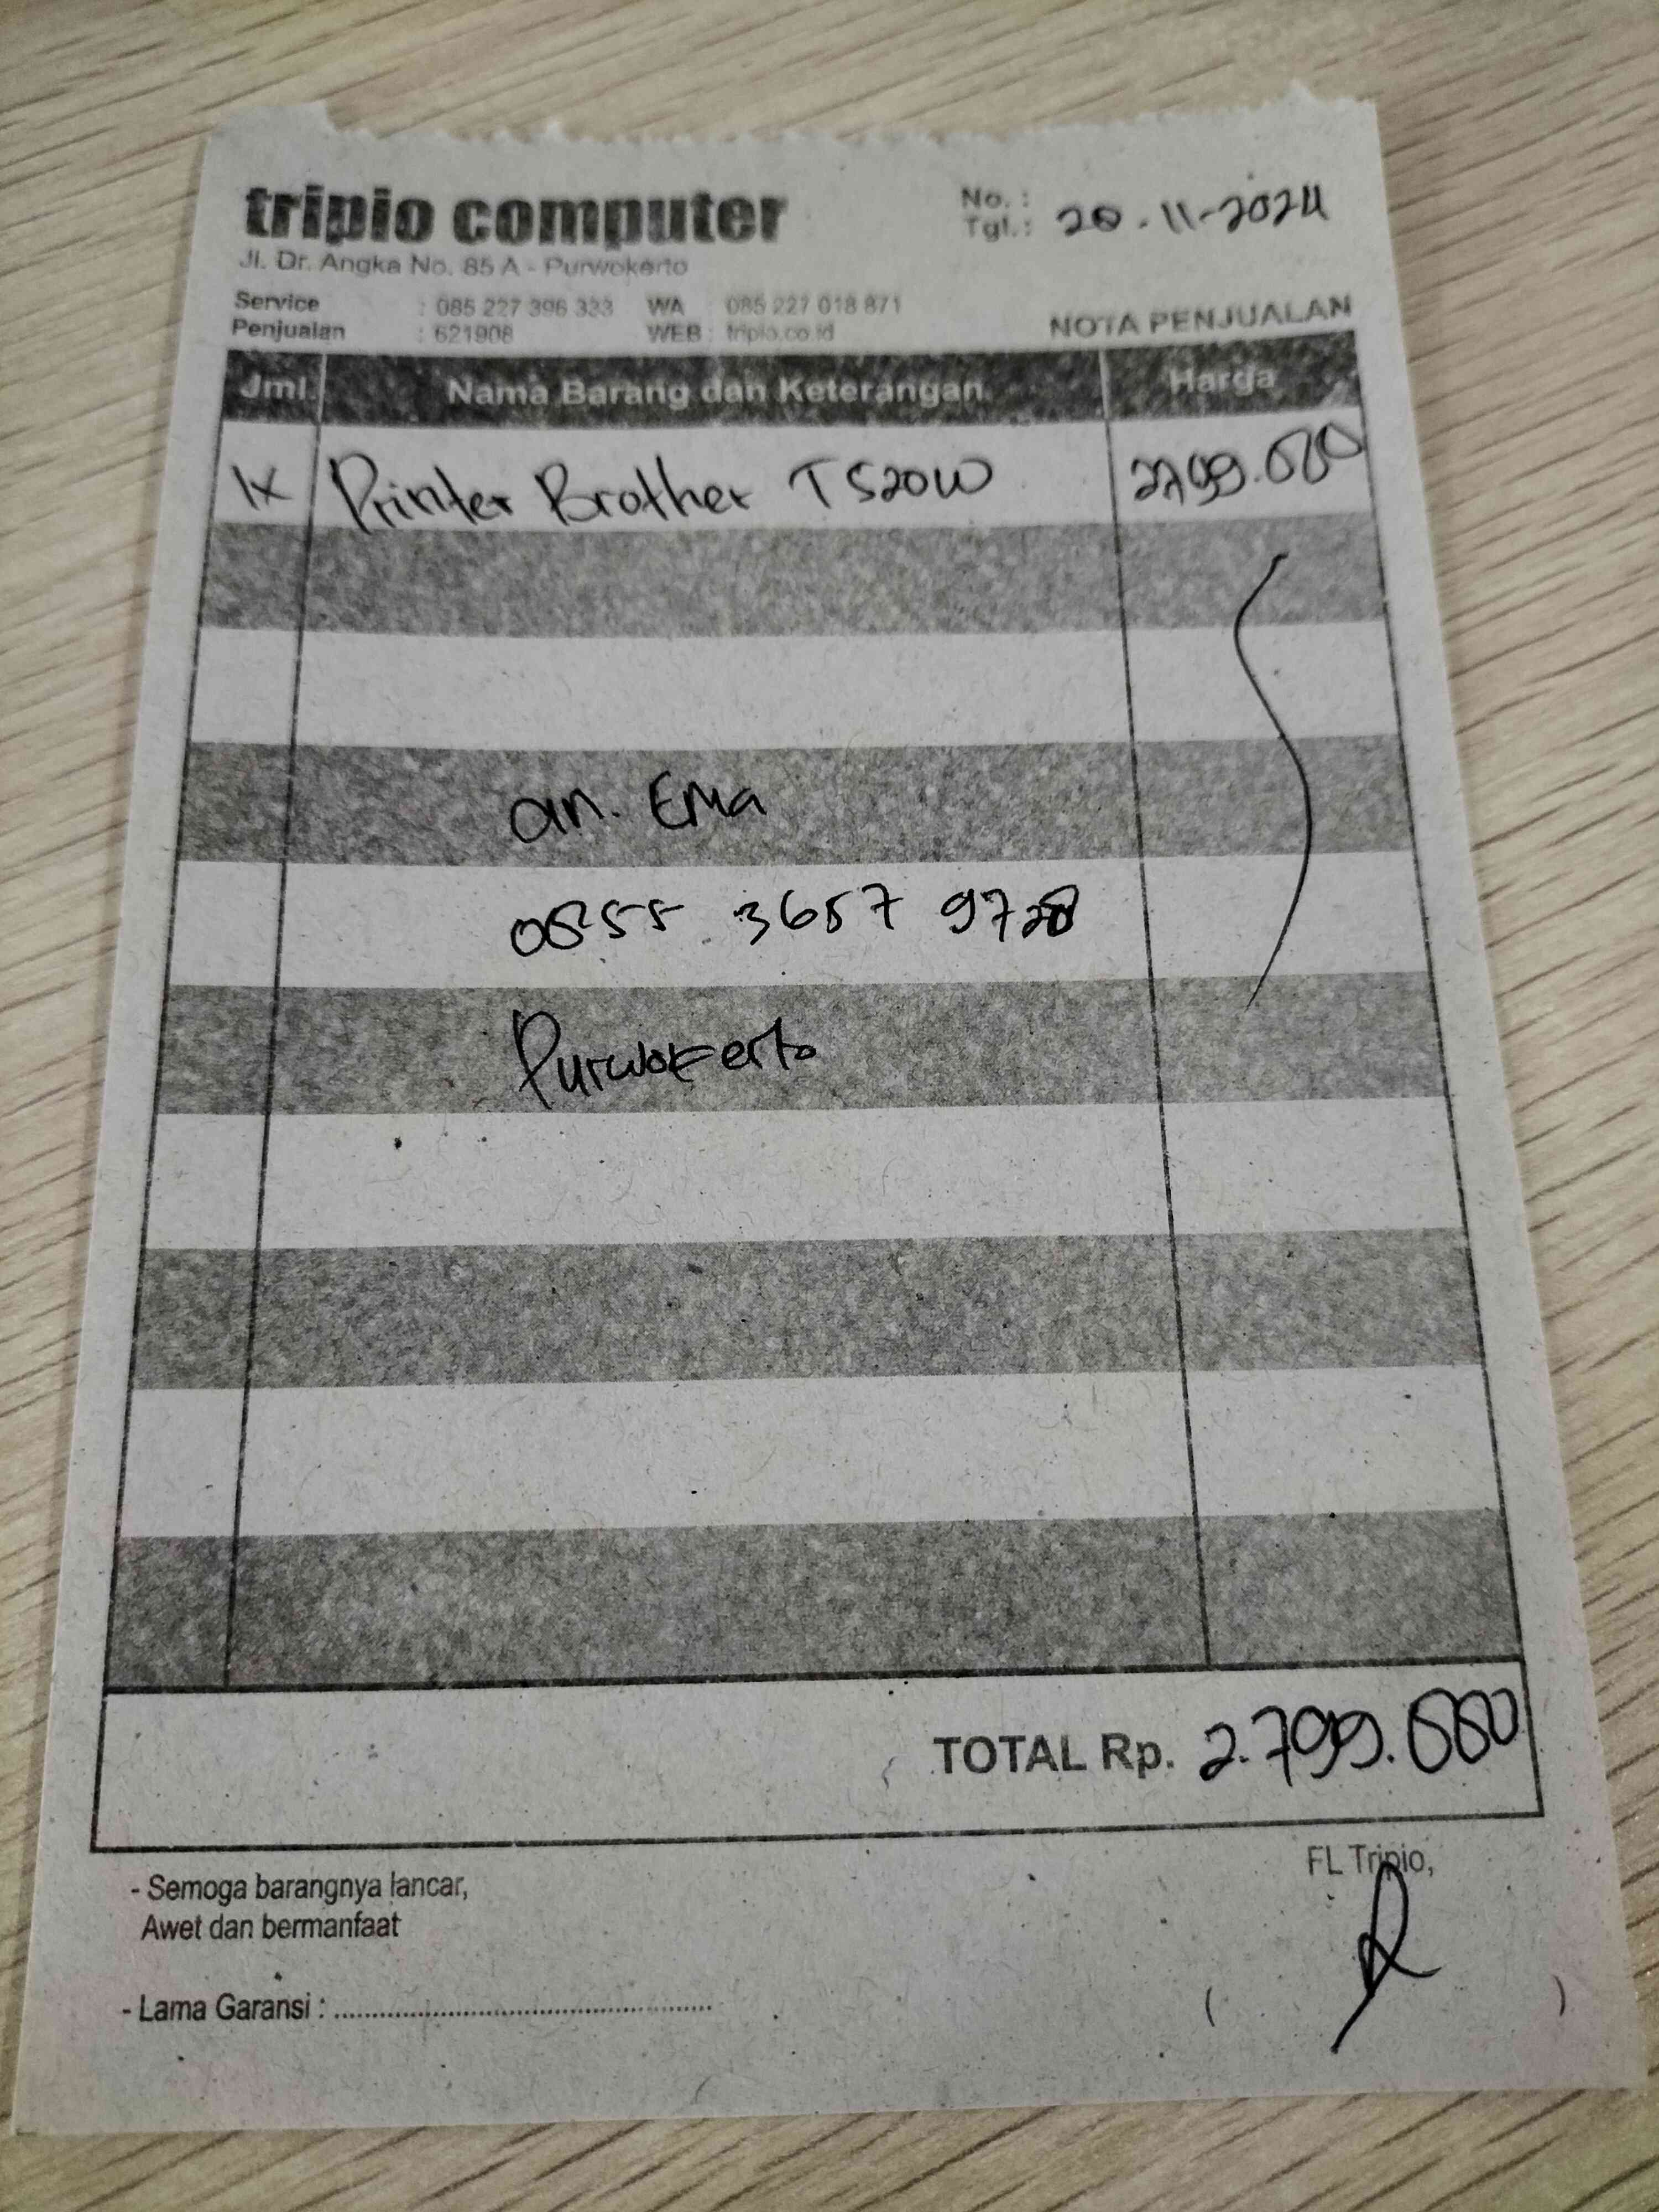 tripio computer
Jl. Dr. Angka No. 85 A - Purwokerto
No. :
Tgl.: 20-11-2024
Service : 085 227 396 333 WA : 085 227 018 871
Penjualan : 621908 WEB : tripio.co.id
NOTA PENJUALAN
Jml. Nama Barang dan Keterangan Harga
1x Printer Brother T520W 2.799.000
an. Ema
0855 3657 9728
Purwokerto
TOTAL Rp. 2.799.000
- Semoga barangnya lancar,
Awet dan bermanfaat
FL Tripio,
- Lama Garansi : ..........................................................
( )